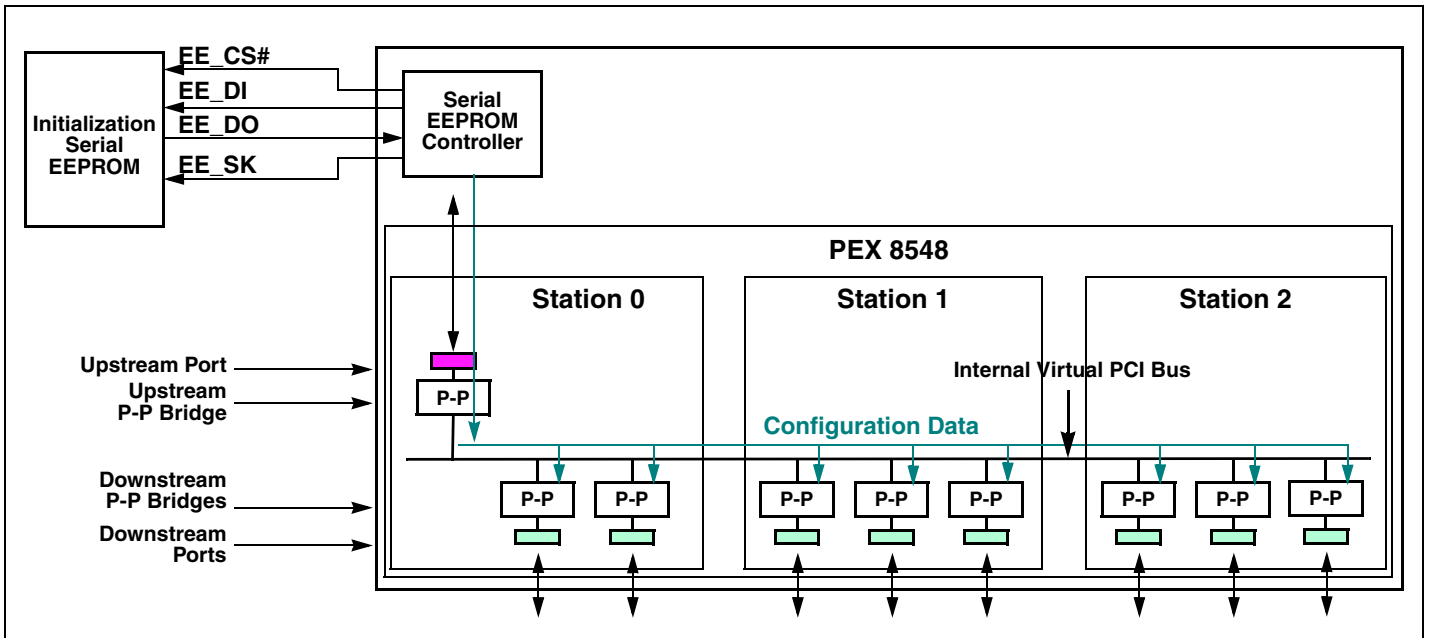 EE_CS#
EE_DI
EE_DO
EE_SK
Initialization
Serial
EEPROM
Serial
EEPROM
Controller
PEX 8548
Station 0
Station 1
Station 2
Upstream Port
Upstream
P-P Bridge
P-P
Internal Virtual PCI Bus
Configuration Data
Downstream
P-P Bridges
P-P
P-P
P-P
P-P
P-P
P-P
P-P
P-P
Downstream
Ports